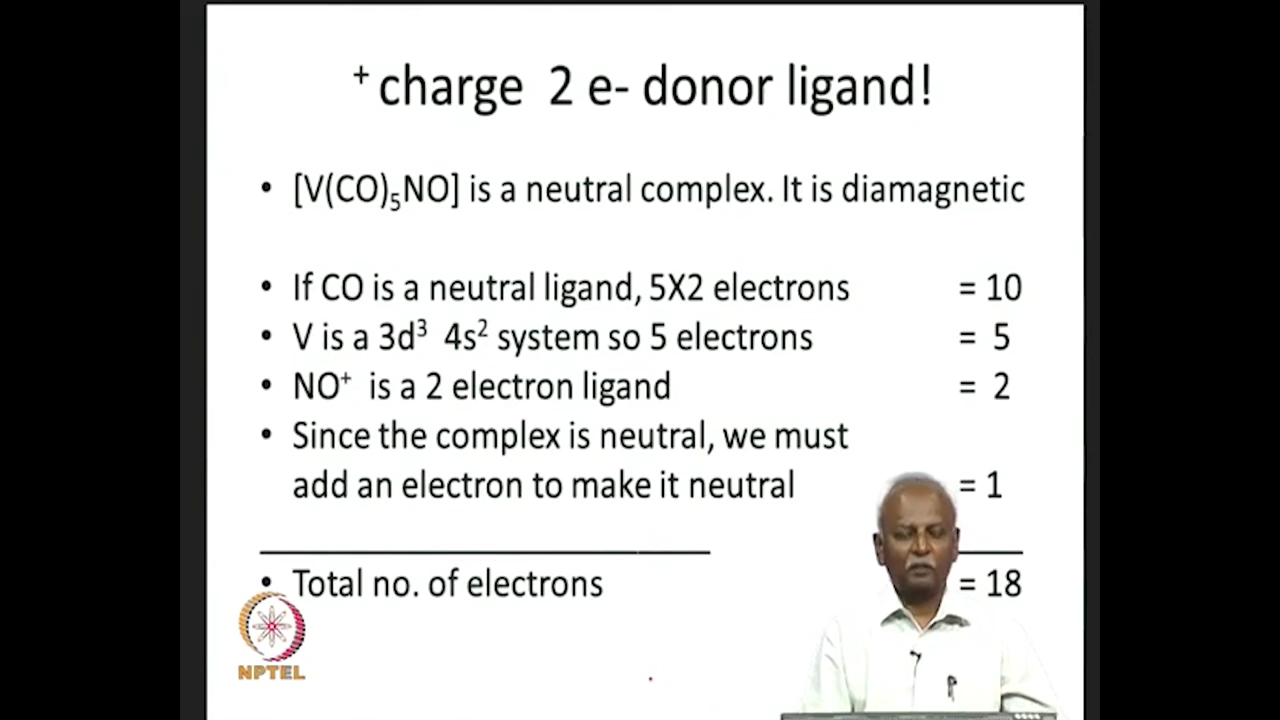 + charge 2 e- donor ligand!
• [V(CO)₅NO] is a neutral complex. It is diamagnetic
• If CO is a neutral ligand, 5X2 electrons = 10
• V is a 3d³ 4s² system so 5 electrons = 5
• NO⁺ is a 2 electron ligand = 2
• Since the complex is neutral, we must
add an electron to make it neutral = 1
• Total no. of electrons = 18
NPTEL